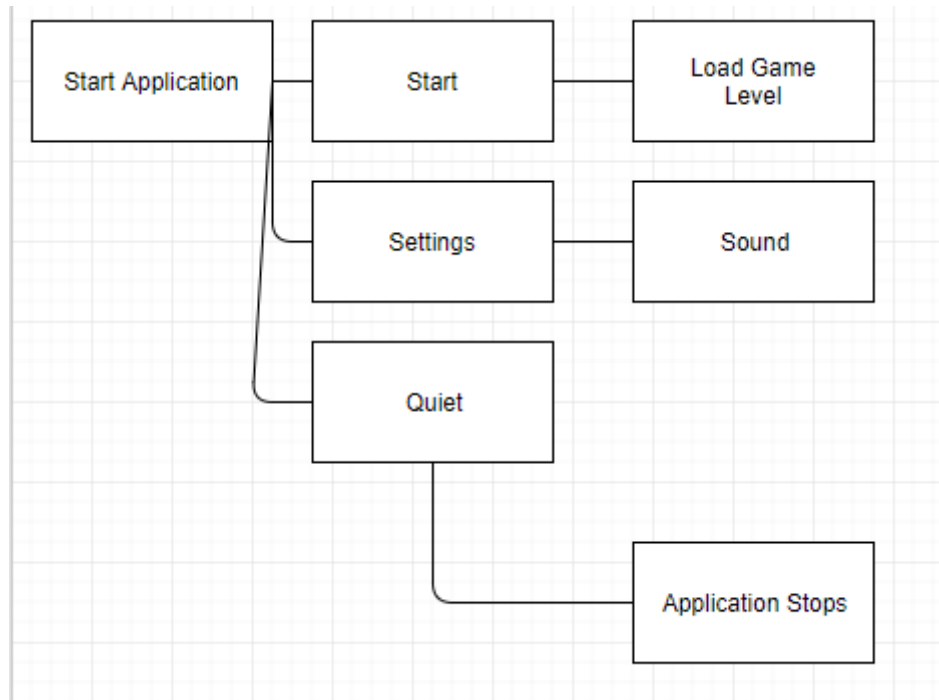 Start Application
Start
Load Game
Level
Settings
Sound
Quiet
Application Stops